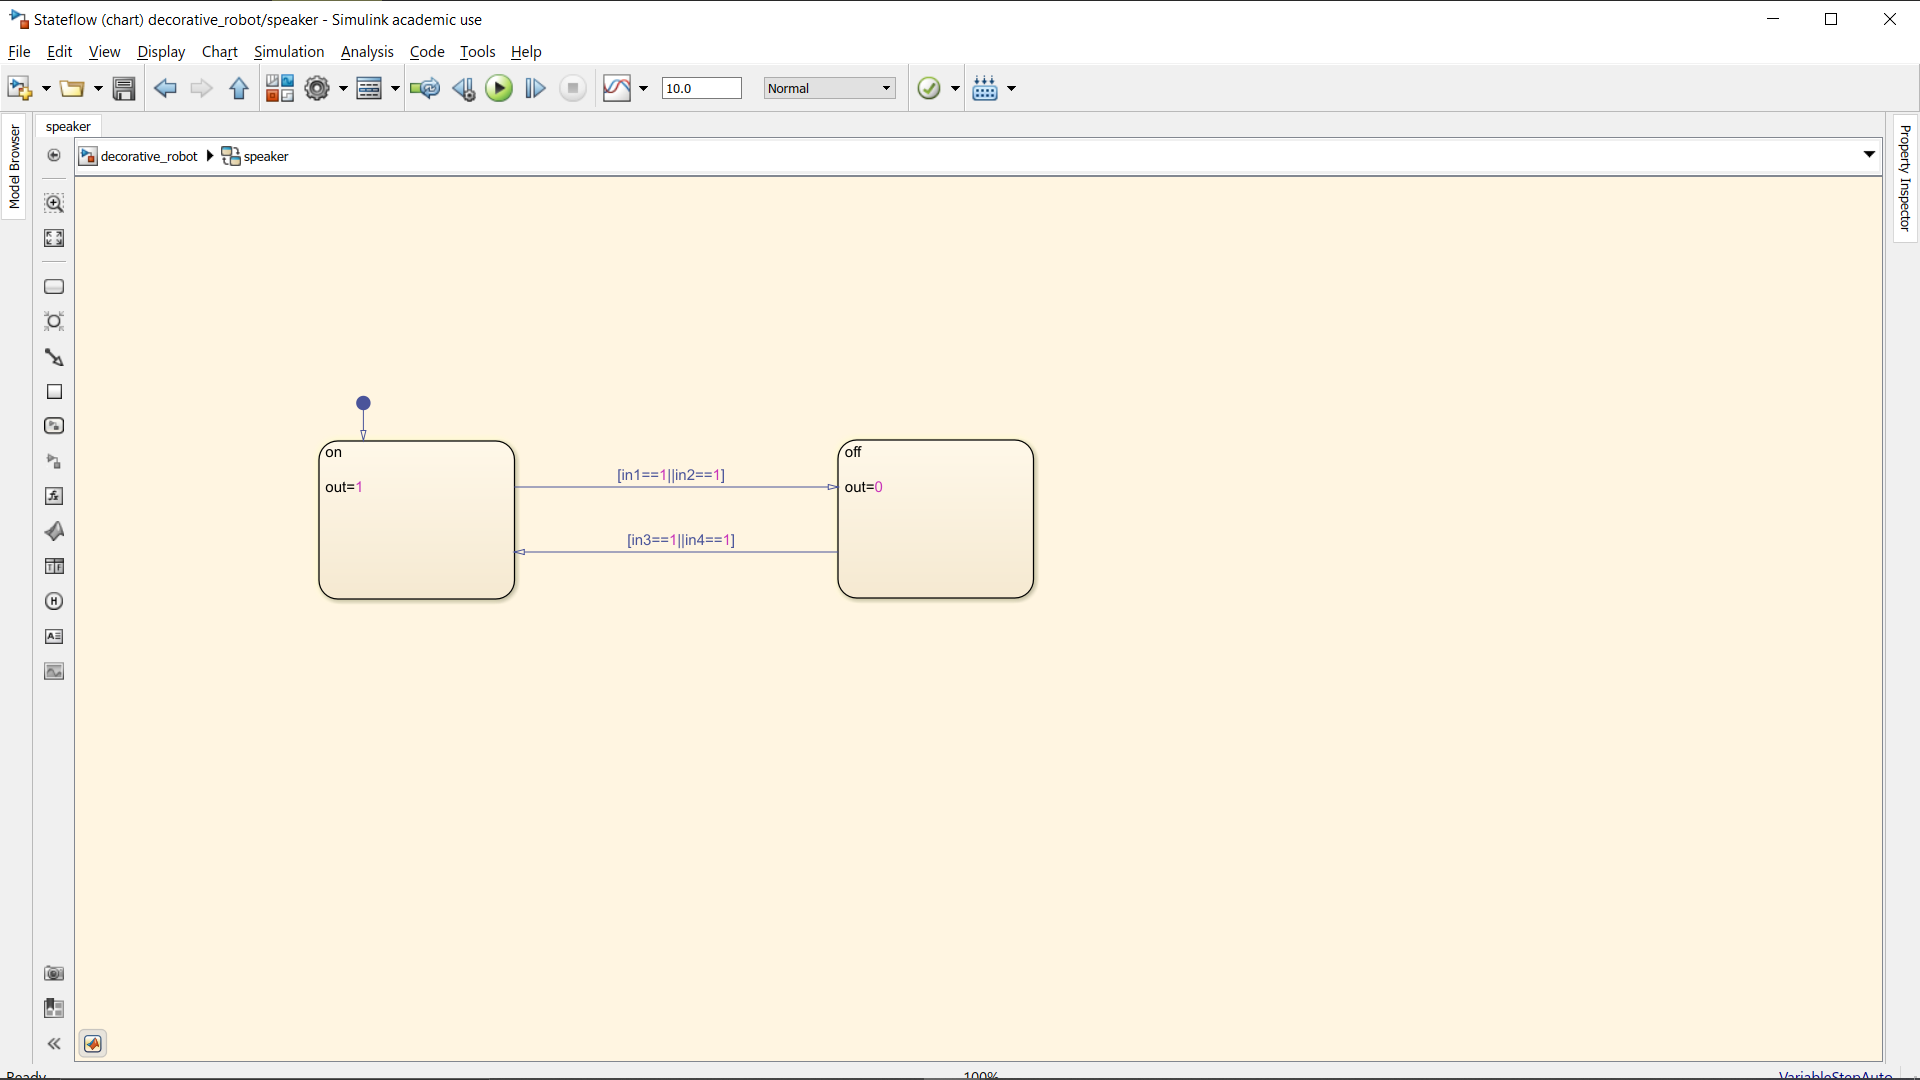 Stateflow (chart) decorative_robot/speaker - Simulink academic use
File Edit View Display Chart Simulation Analysis Code Tools Help
10.0 Normal
speaker
Model Browser
decorative_robot speaker
Property Inspector
on
out=1
[in1==1||in2==1]
[in3==1||in4==1]
off
out=0
Ready 100% VariableStepAuto